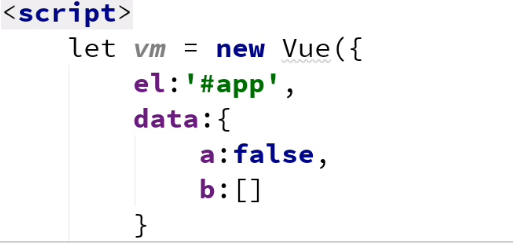 <script>
let vm = new Vue({
el:'#app',
data:{
a:false,
b:[]
}